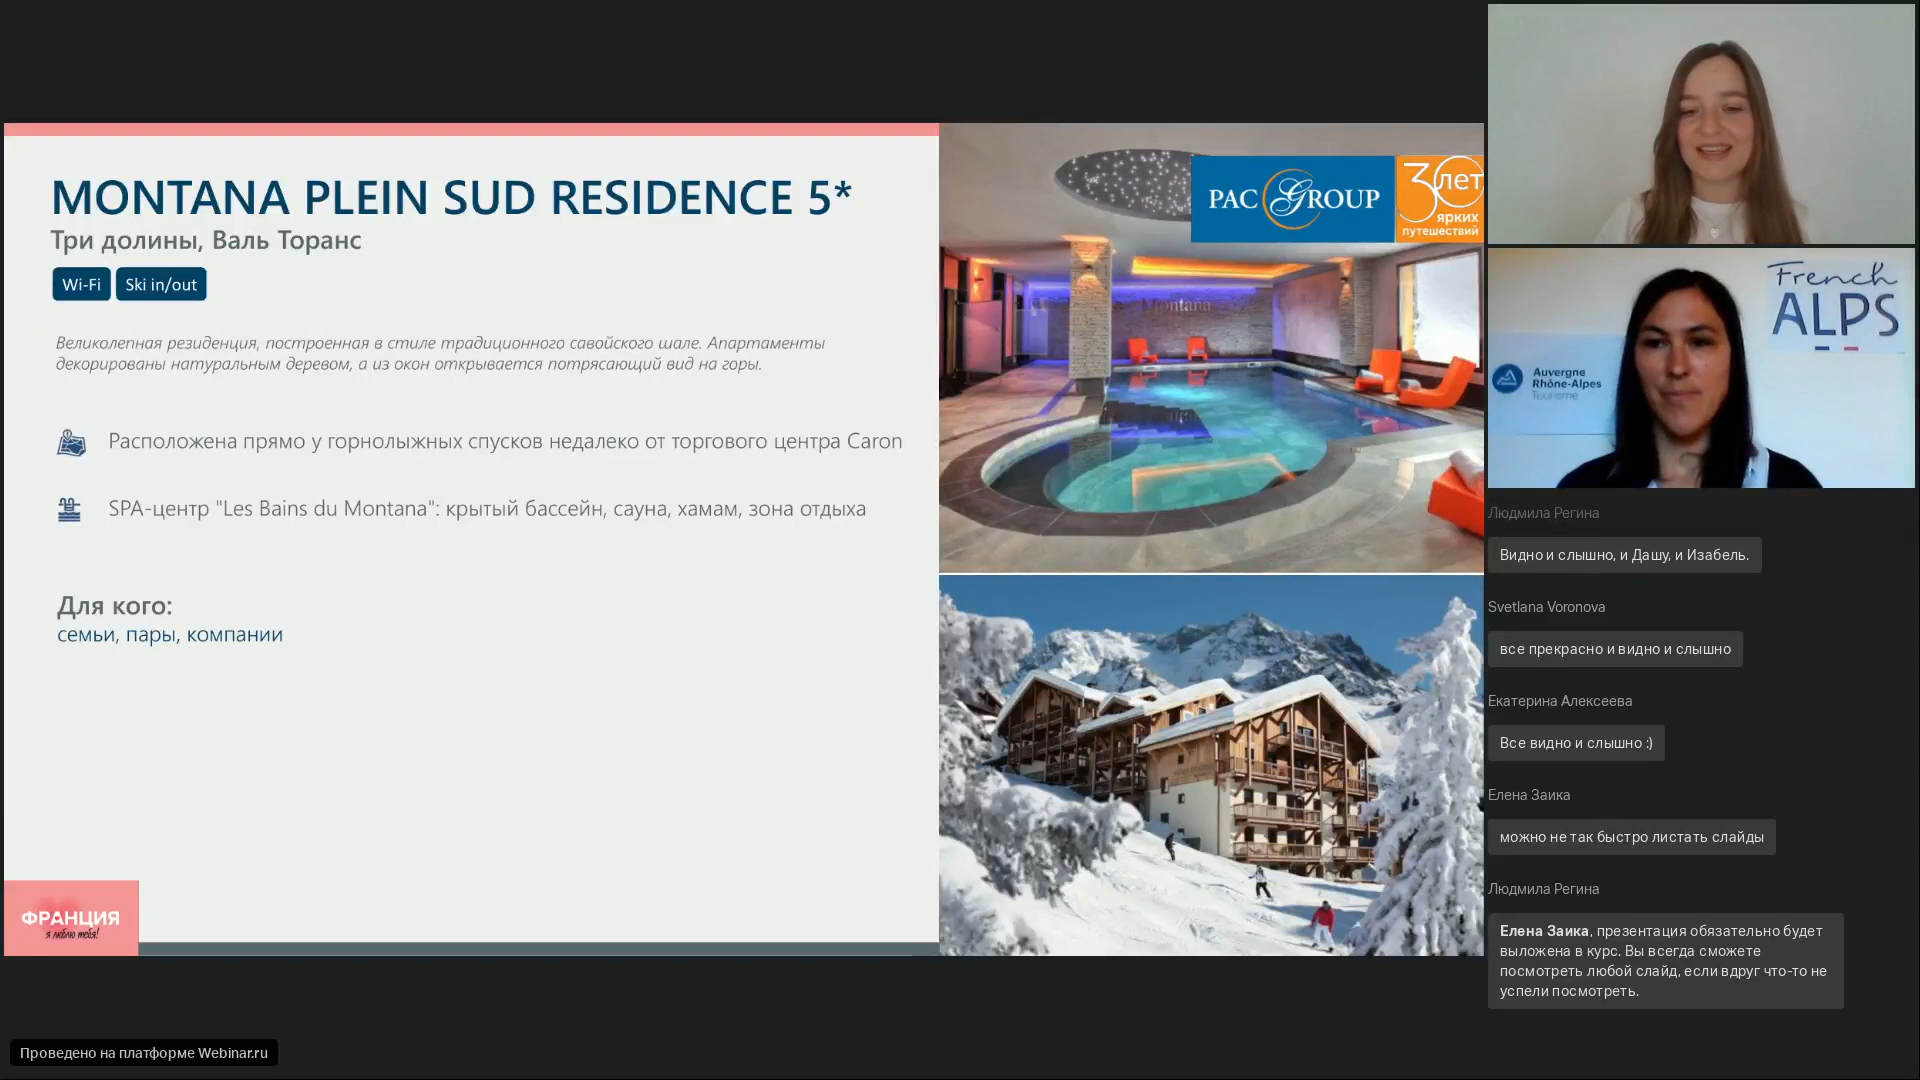 MONTANA PLEIN SUD RESIDENCE 5*
Три долины, Валь Торанс
Wi-Fi
Ski in/out
Великолепная резиденция, построенная в стиле традиционного савойского шале. Апартаменты
декорированы натуральным деревом, а из окон открывается потрясающий вид на горы.
Расположена прямо у горнолыжных спусков недалеко от торгового центра Caron
SPA-центр "Les Bains du Montana": крытый бассейн, сауна, хамам, зона отдыха
Для кого:
семьи, пары, компании
ФРАНЦИЯ
я люблю тебя!
PAC GROUP
30 лет
ярких
путешествий
Montana
French
ALPS
Auvergne
Rhône-Alpes
Tourisme
Людмила Регина
Видно и слышно, и Дашу, и Изабель.
Svetlana Voronova
все прекрасно и видно и слышно
Екатерина Алексеева
Все видно и слышно :)
Елена Заика
можно не так быстро листать слайды
Людмила Регина
Елена Заика, презентация обязательно будет
выложена в курс. Вы всегда сможете
посмотреть любой слайд, если вдруг что-то не
успели посмотреть.
Проведено на платформе Webinar.ru